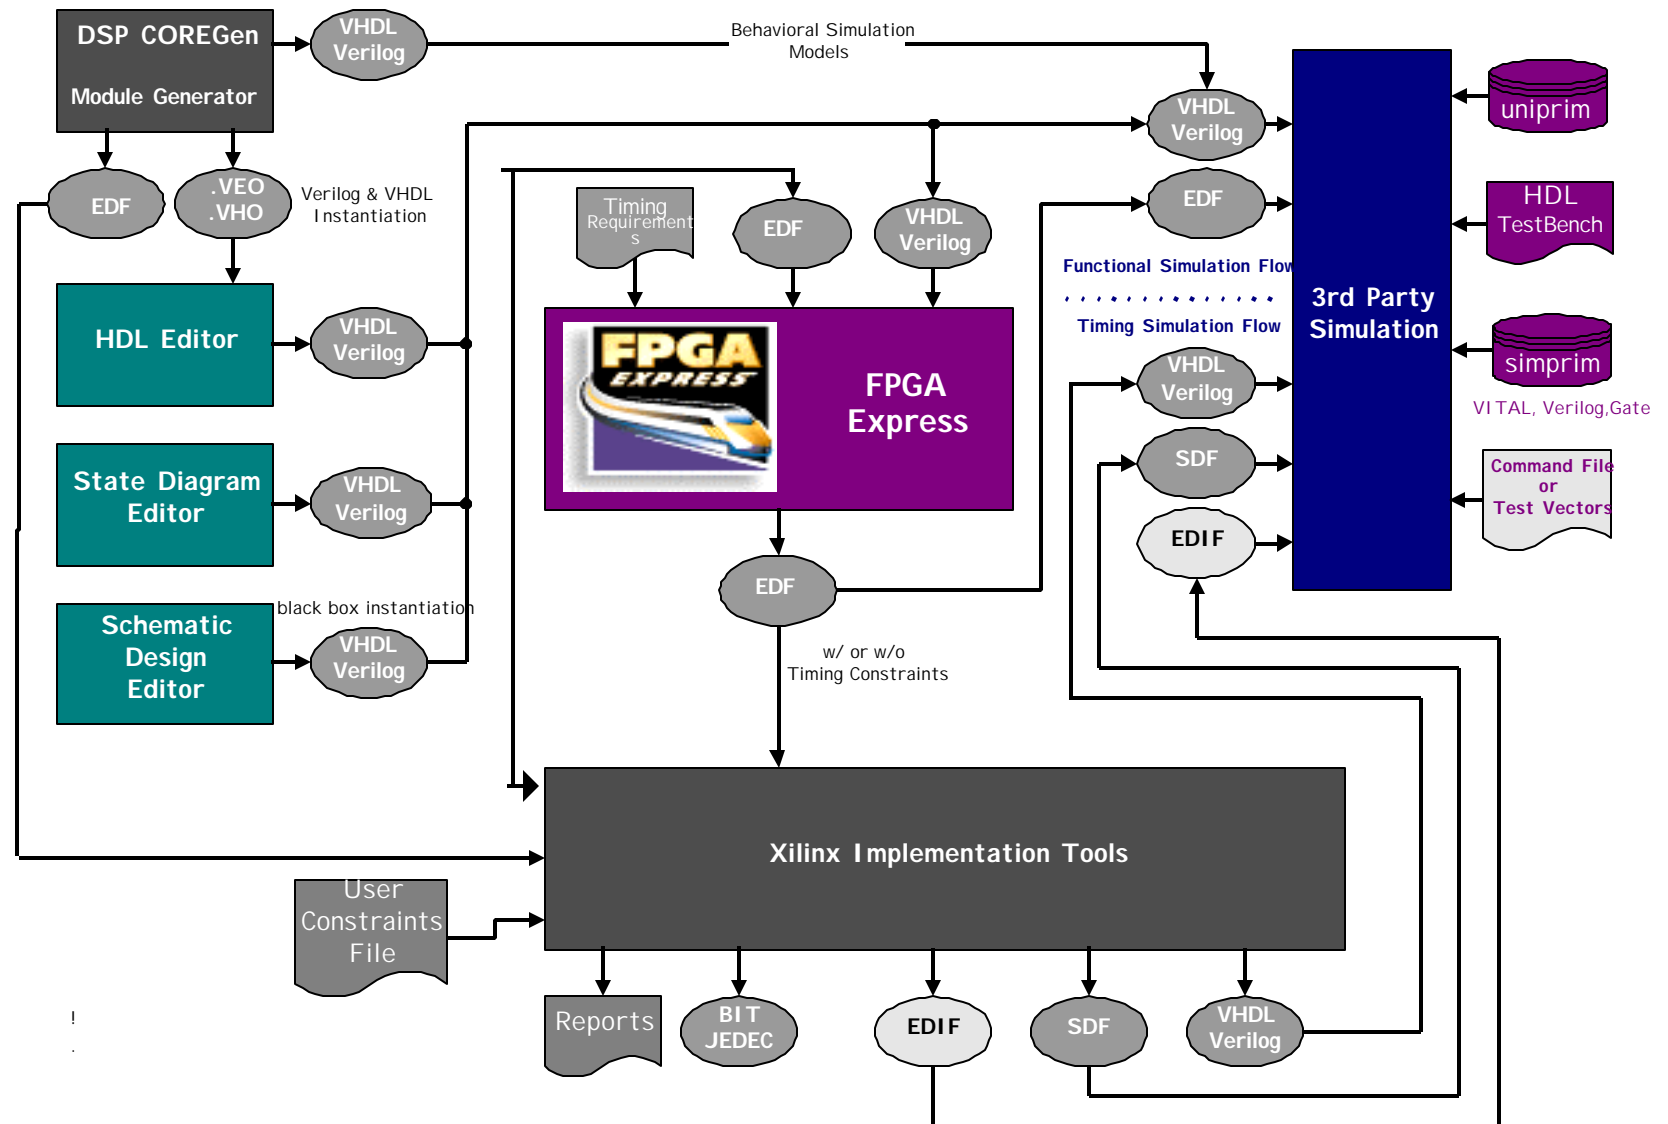 DSP COREGen
Module Generator
VHDL
Verilog
Behavioral Simulation
Models
VHDL
Verilog
uniprim
EDF
.VEO
.VHO
Verilog & VHDL
Instantiation
Timing
Requirement
s
EDF
VHDL
Verilog
EDF
HDL
TestBench
Functional Simulation Flow
Timing Simulation Flow
3rd Party
Simulation
HDL Editor
VHDL
Verilog
FPGA
EXPRESS
FPGA
Express
VHDL
Verilog
simprim
VITAL, Verilog,Gate
State Diagram
Editor
VHDL
Verilog
SDF
Command File
or
Test Vectors
EDIF
EDF
black box instantiation
Schematic
Design
Editor
VHDL
Verilog
w/ or w/o
Timing Constraints
Xilinx Implementation Tools
User
Constraints
File
Reports
BIT
JEDEC
EDIF
SDF
VHDL
Verilog
!
.